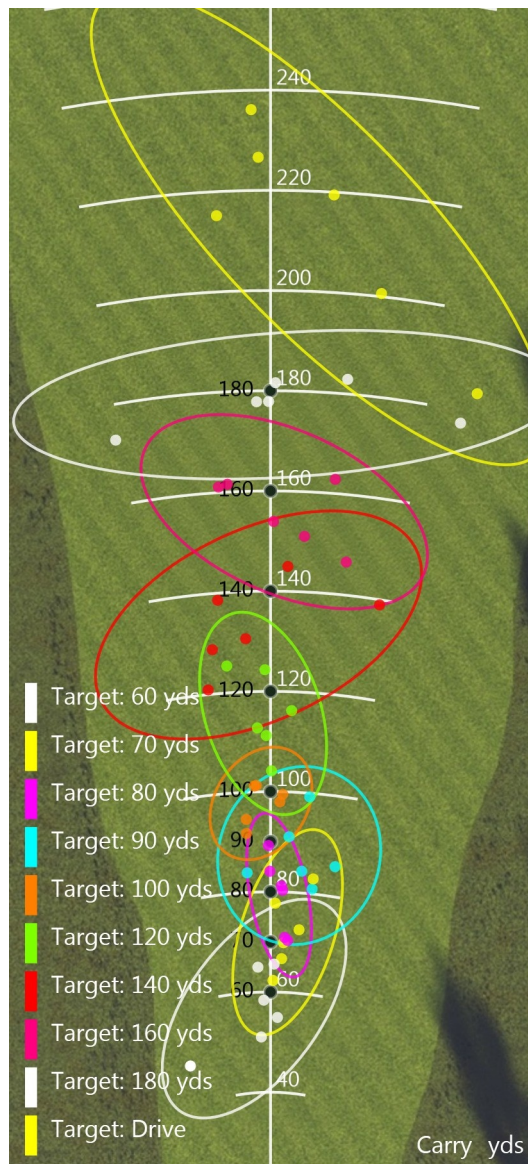 240
220
200
180 180
160 160
140 140
120 120
100 100
90
80 80
70
60 60
40
Target: 60 yds
Target: 70 yds
Target: 80 yds
Target: 90 yds
Target: 100 yds
Target: 120 yds
Target: 140 yds
Target: 160 yds
Target: 180 yds
Target: Drive
Carry yds